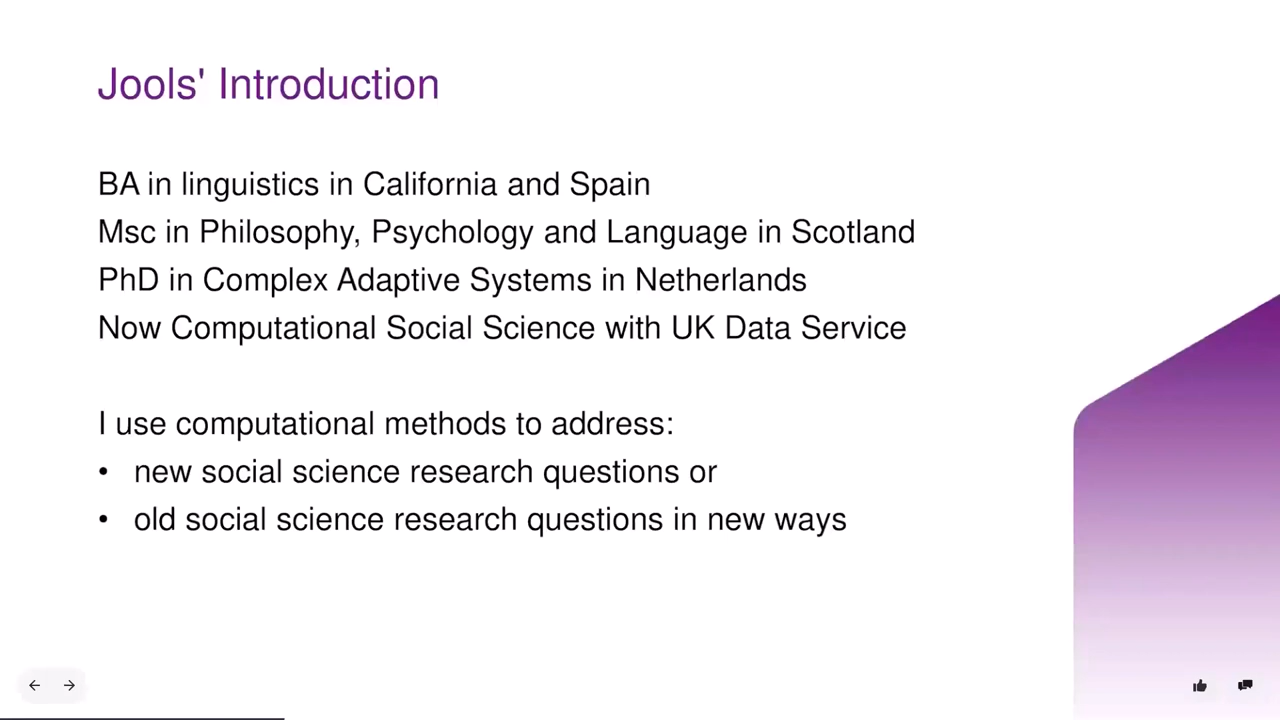 Jools' Introduction
BA in linguistics in California and Spain
Msc in Philosophy, Psychology and Language in Scotland
PhD in Complex Adaptive Systems in Netherlands
Now Computational Social Science with UK Data Service
I use computational methods to address:
• new social science research questions or
• old social science research questions in new ways